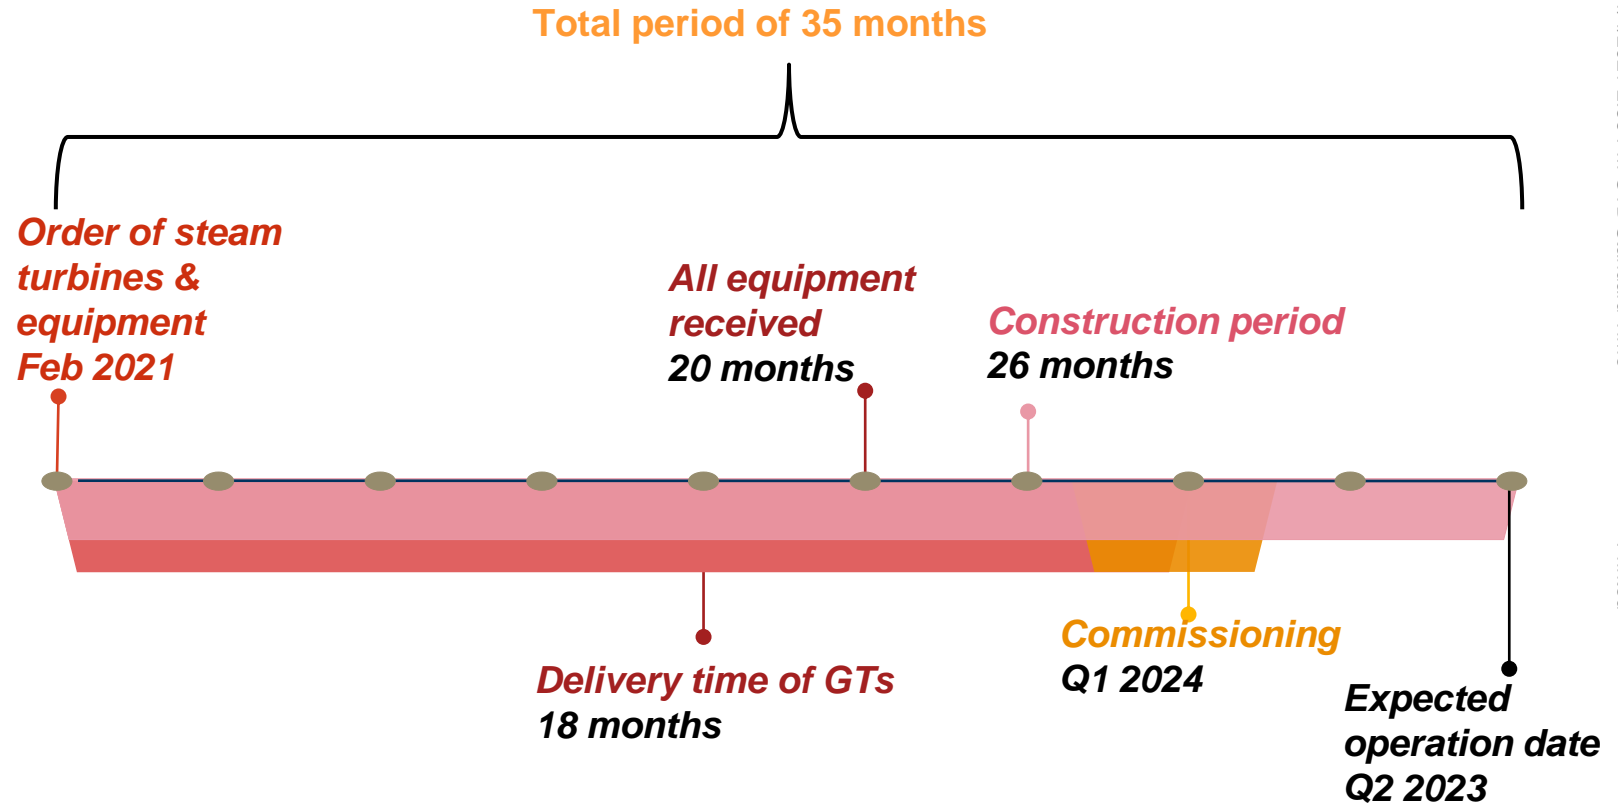 Total period of 35 months
Order of steam
turbines &
equipment
Feb 2021
All equipment
received
20 months
Construction period
26 months
Delivery time of GTs
18 months
Commissioning
Q1 2024
Expected
operation date
Q2 2023